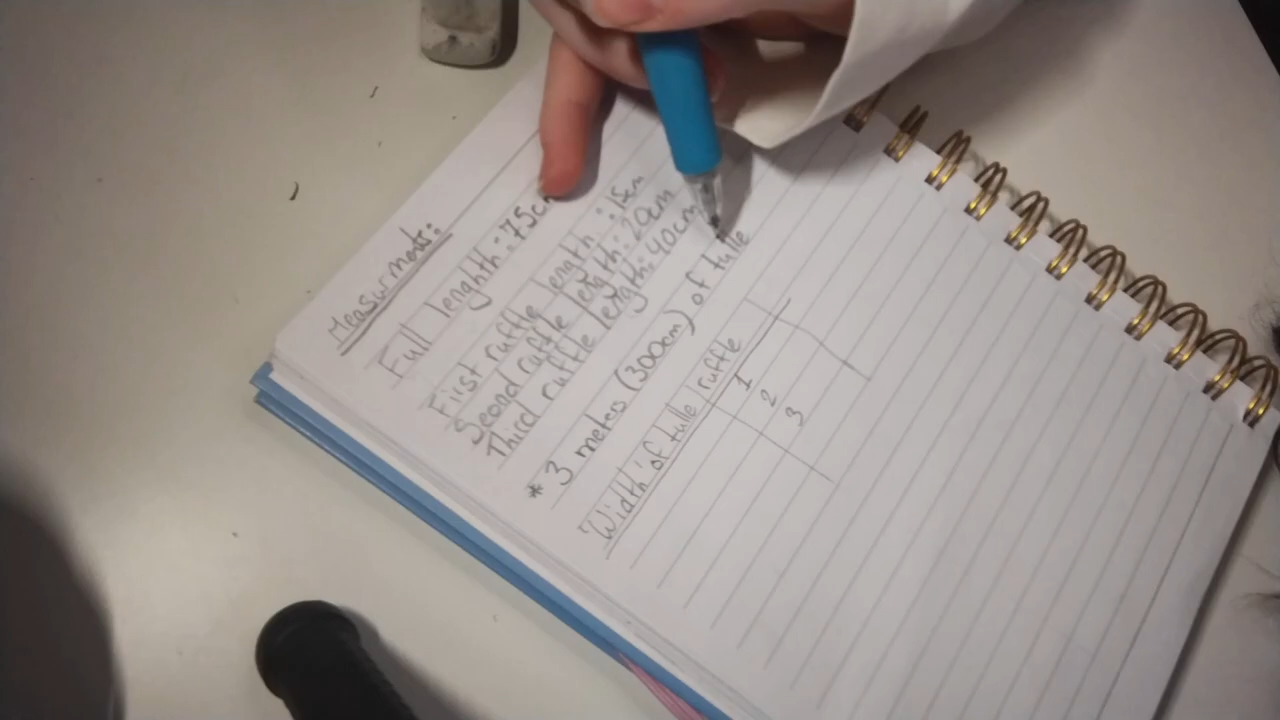 Measurments:
Full lenghth: 75cm
First ruffle length: 15cm
Second ruffle length: 20cm
Third ruffle length: 40cm
* 3 meters (300cm) of tulle
Width of tulle ruffle
1
2
3